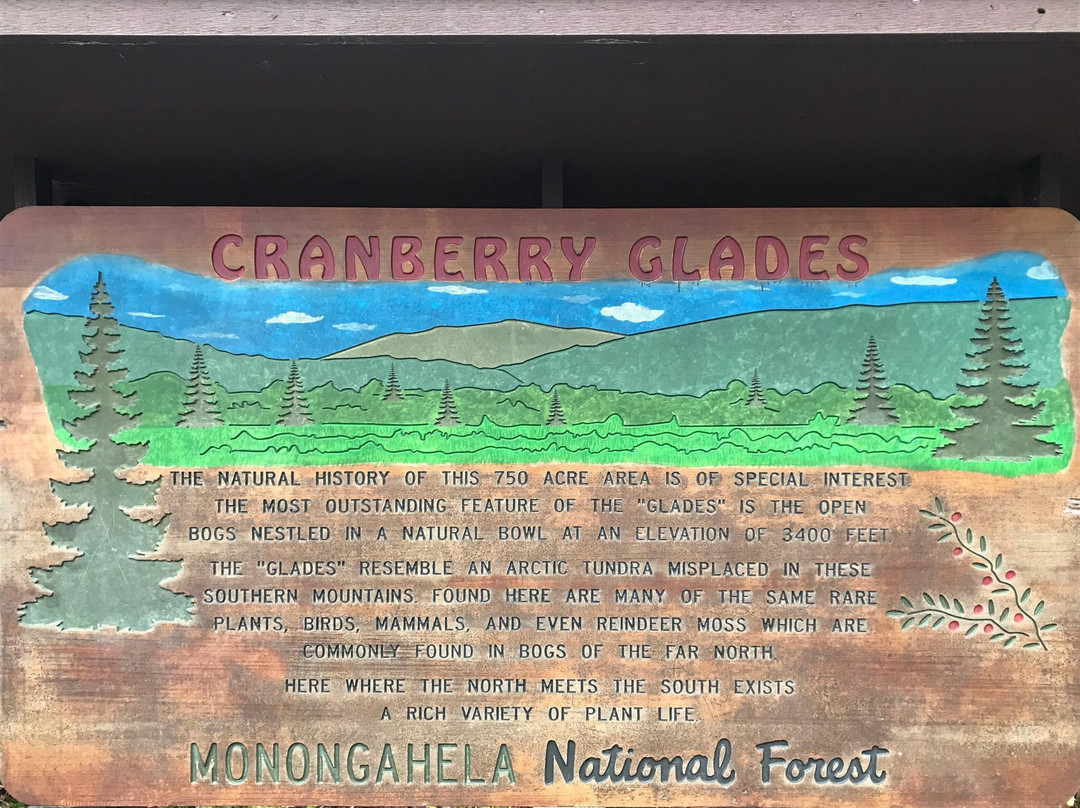 CRANBERRY GLADES
THE NATURAL HISTORY OF THIS 750 ACRE AREA IS OF SPECIAL INTEREST
THE MOST OUTSTANDING FEATURE OF THE "GLADES" IS THE OPEN
BOGS NESTLED IN A NATURAL BOWL AT AN ELEVATION OF 3400 FEET.
THE "GLADES" RESEMBLE AN ARCTIC TUNDRA MISPLACED IN THESE
SOUTHERN MOUNTAINS. FOUND HERE ARE MANY OF THE SAME RARE
PLANTS, BIRDS, MAMMALS, AND EVEN REINDEER MOSS WHICH ARE
COMMONLY FOUND IN BOGS OF THE FAR NORTH.
HERE WHERE THE NORTH MEETS THE SOUTH EXISTS
A RICH VARIETY OF PLANT LIFE.
MONONGAHELA National Forest